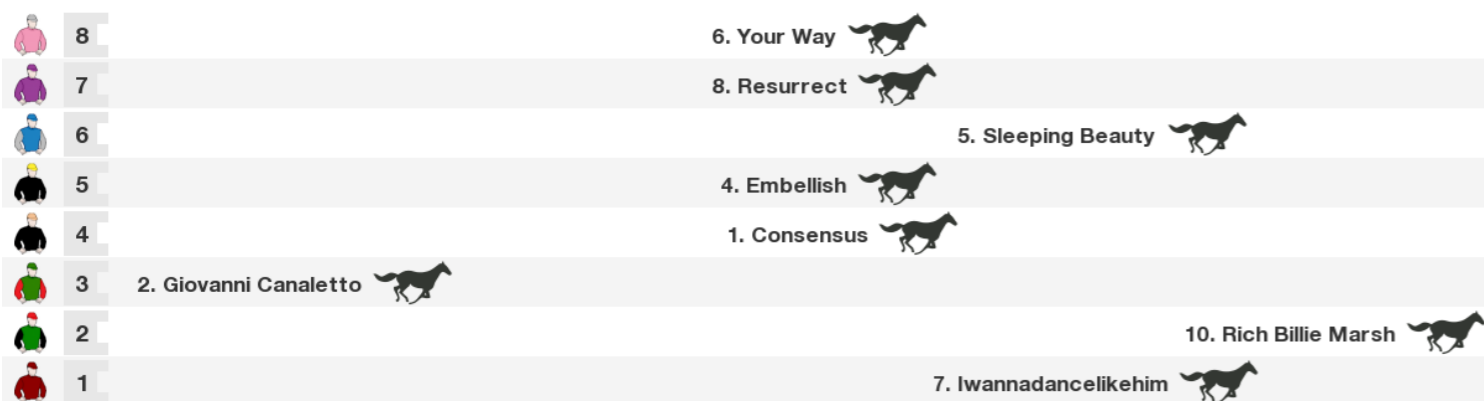 8 6. Your Way
7 8. Resurrect
6 5. Sleeping Beauty
5 4. Embellish
4 1. Consensus
3 2. Giovanni Canaletto
2 10. Rich Billie Marsh
1 7. Iwannadancelikehim